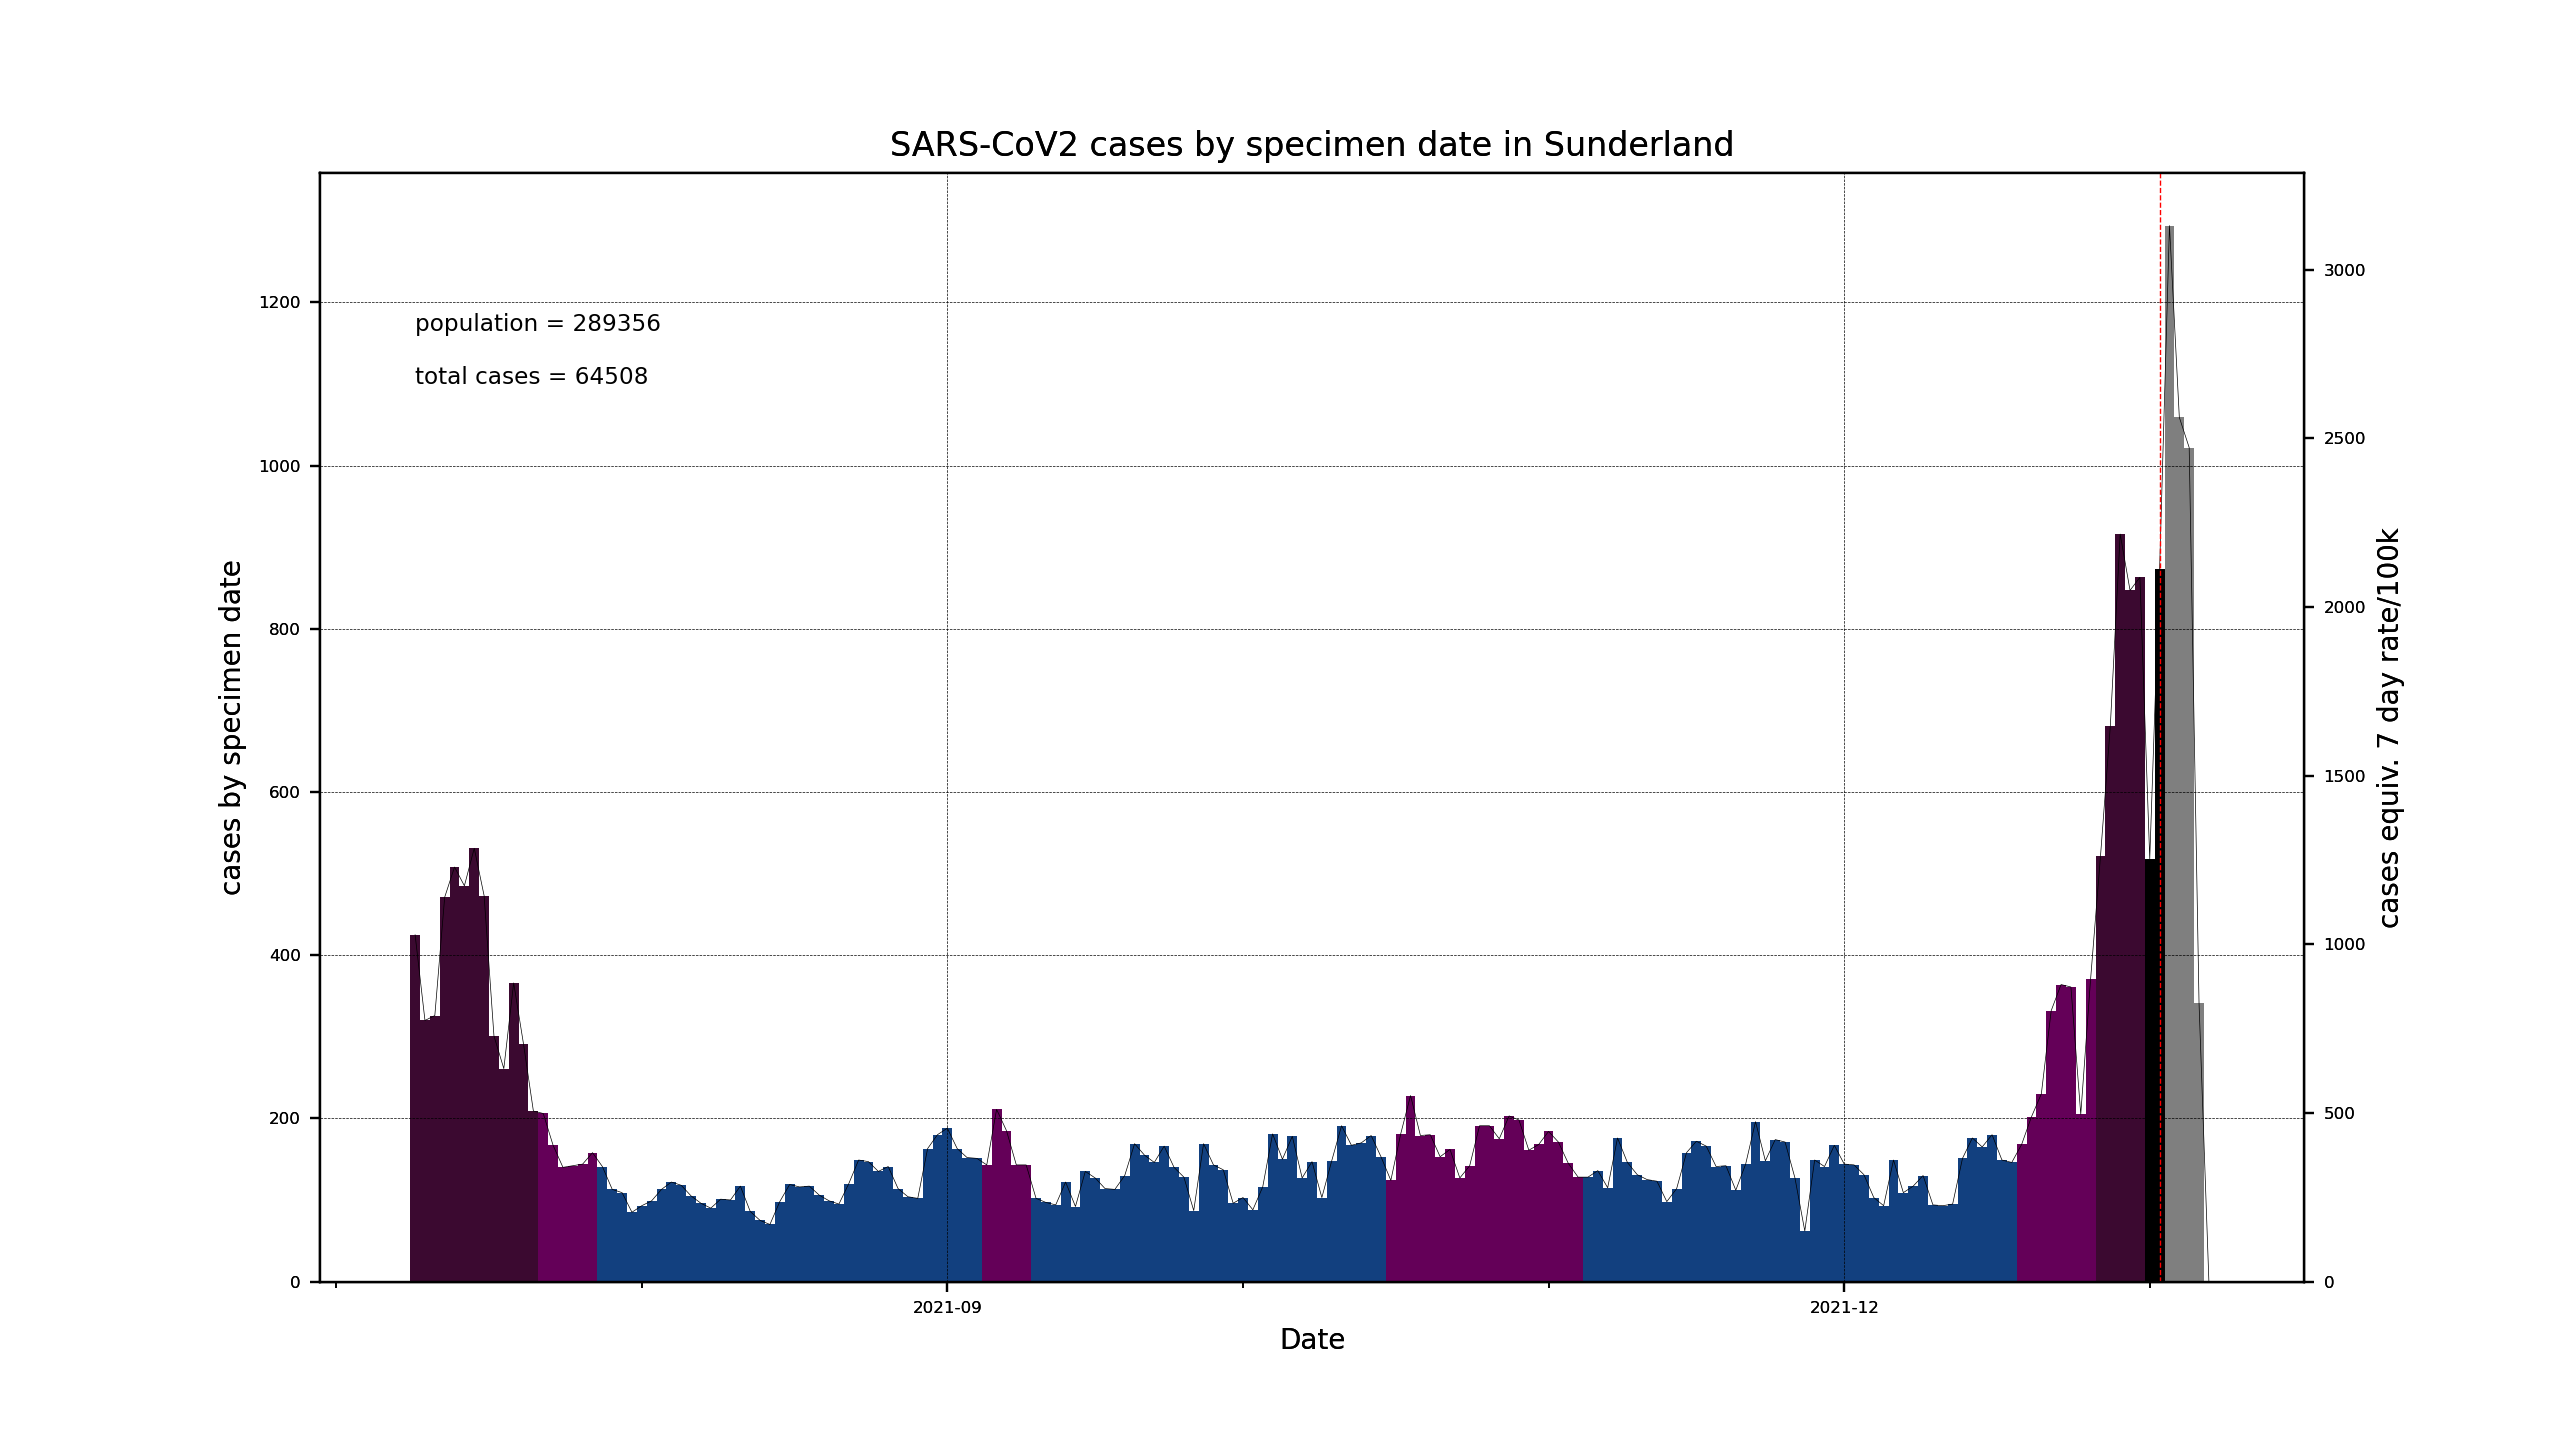 SARS-CoV2 cases by specimen date in Sunderland
population = 289356
total cases = 64508
cases by specimen date
1200
1000
800
600
400
200
0
3000
2500
2000
1500
1000
500
0
cases equiv. 7 day rate/100k
2021-09
2021-12
Date